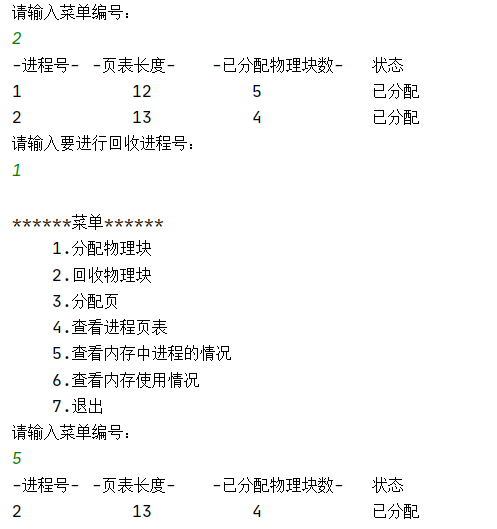 请输入菜单编号：
2
-进程号- -页表长度- -已分配物理块数- 状态
1 12 5 已分配
2 13 4 已分配
请输入要进行回收进程号：
1
******菜单******
1.分配物理块
2.回收物理块
3.分配页
4.查看进程页表
5.查看内存中进程的情况
6.查看内存使用情况
7.退出
请输入菜单编号：
5
-进程号- -页表长度- -已分配物理块数- 状态
2 13 4 已分配